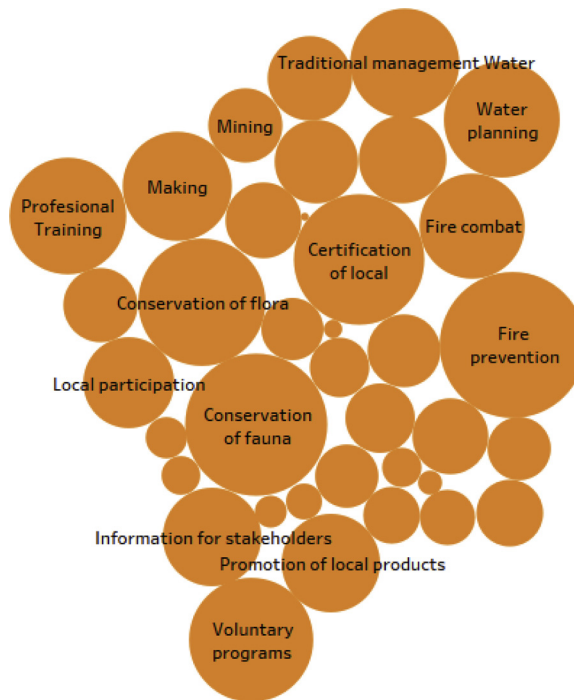 Traditional management Water
Water
planning
Mining
Making
Profesional
Training
Fire combat
Certification
of local
Conservation of flora
Fire
prevention
Local participation
Conservation
of fauna
Information for stakeholders
Promotion of local products
Voluntary
programs